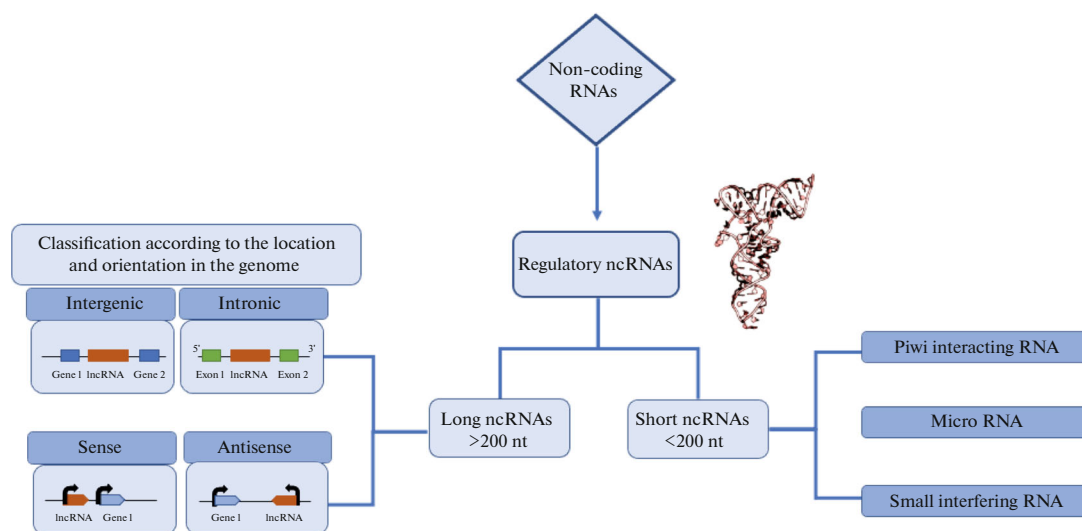 Non-coding
RNAs
Regulatory ncRNAs
Classification according to the location
and orientation in the genome
Intergenic
Intronic
Gene 1 lncRNA Gene 2
5' 3'
Exon 1 lncRNA Exon 2
Sense
Antisense
lncRNA Gene 1
Gene 1 lncRNA
Long ncRNAs
>200 nt
Short ncRNAs
<200 nt
Piwi interacting RNA
Micro RNA
Small interfering RNA